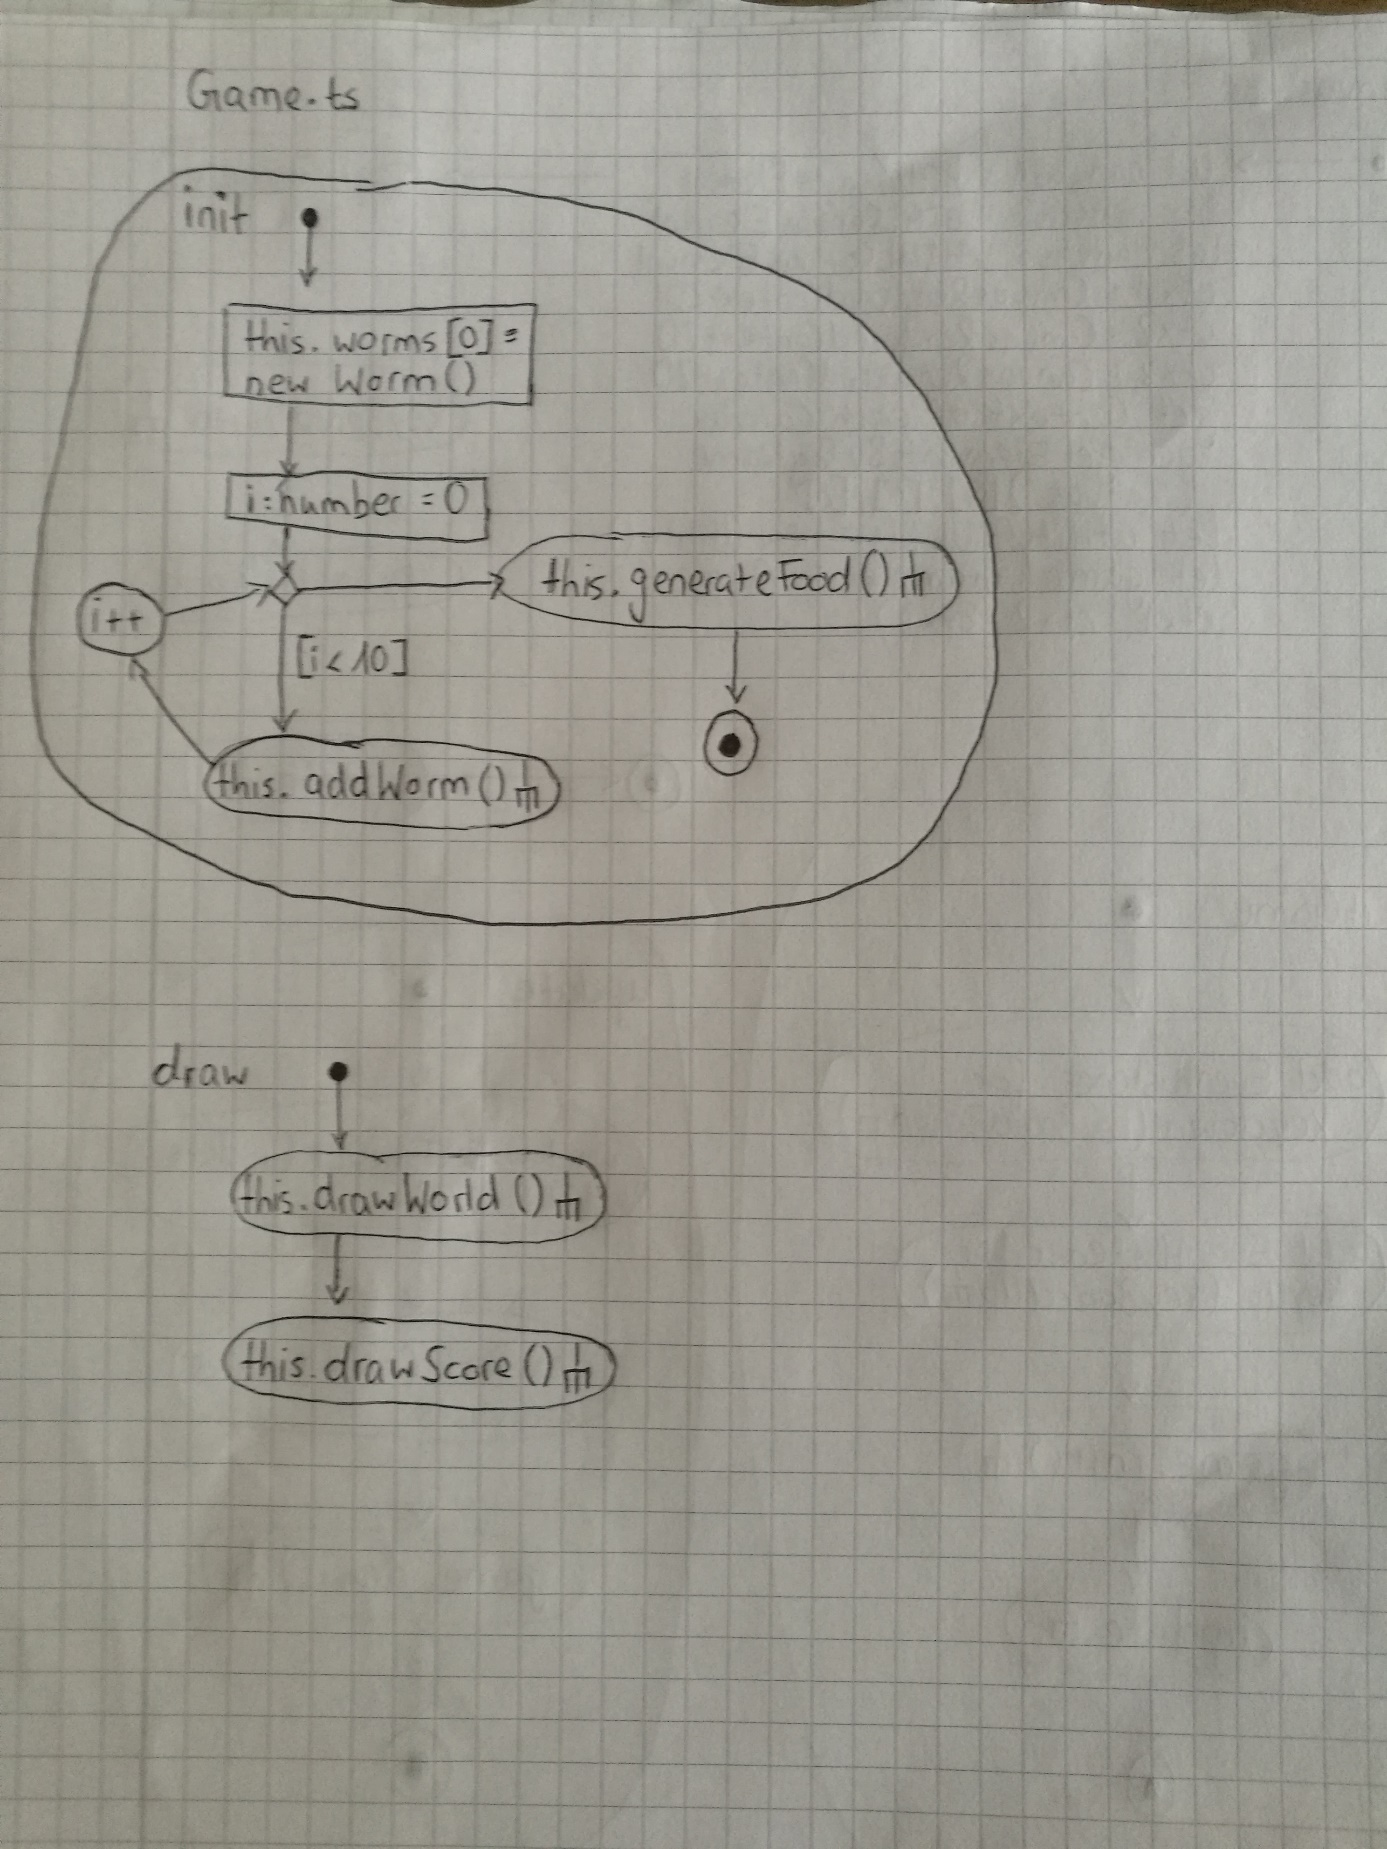 Game.ts
init
this.worms[0] =
new Worm()
i:number = 0
this.generateFood()
i++
[i<10]
this.addWorm()
draw
this.drawWorld()
this.drawScore()